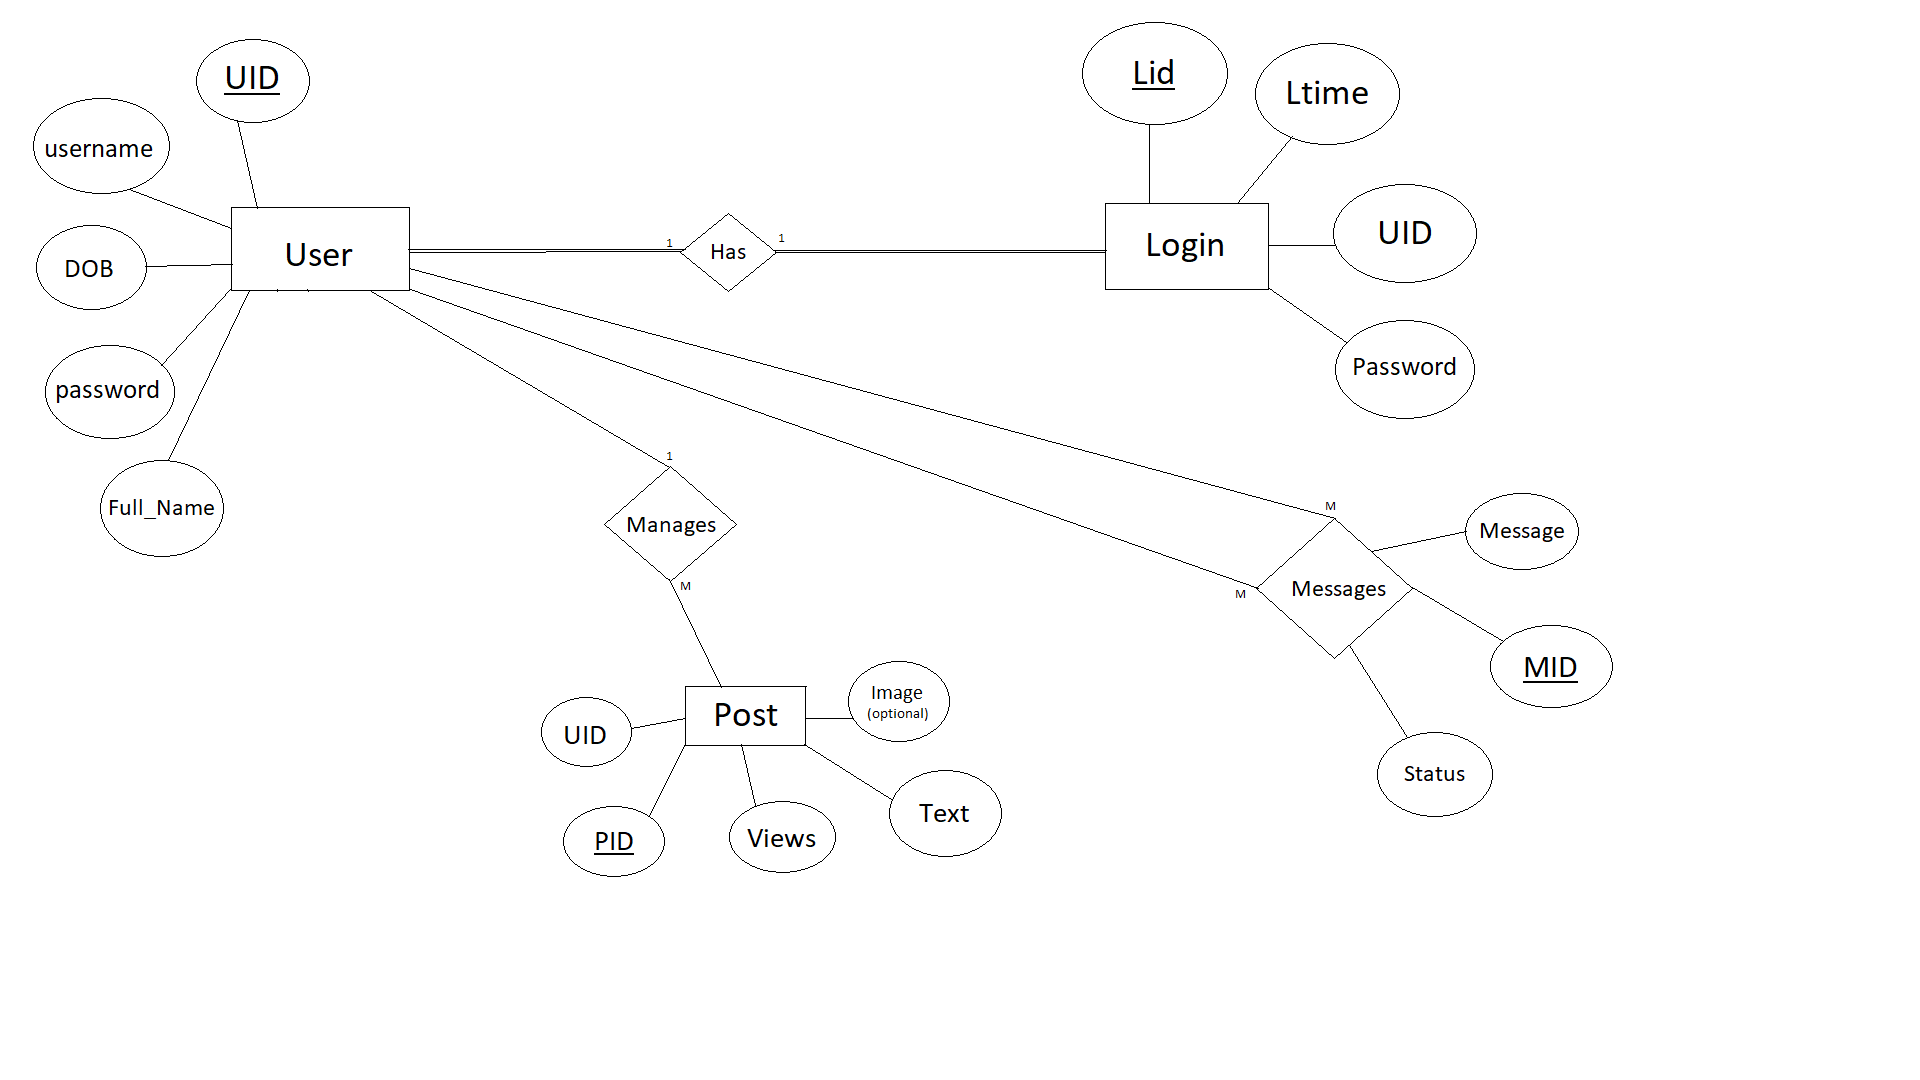 UID
username
DOB
password
Full_Name
User
1
Has
1
Login
Lid
Ltime
UID
Password
1
Manages
M
Post
UID
PID
Views
Text
Image
(optional)
M
M
Messages
Message
MID
Status